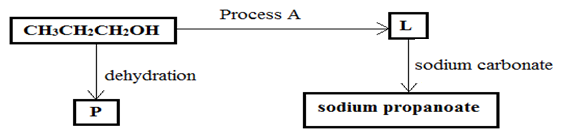 Process A
CH3CH2CH2OH
L
dehydration
sodium carbonate
P
sodium propanoate